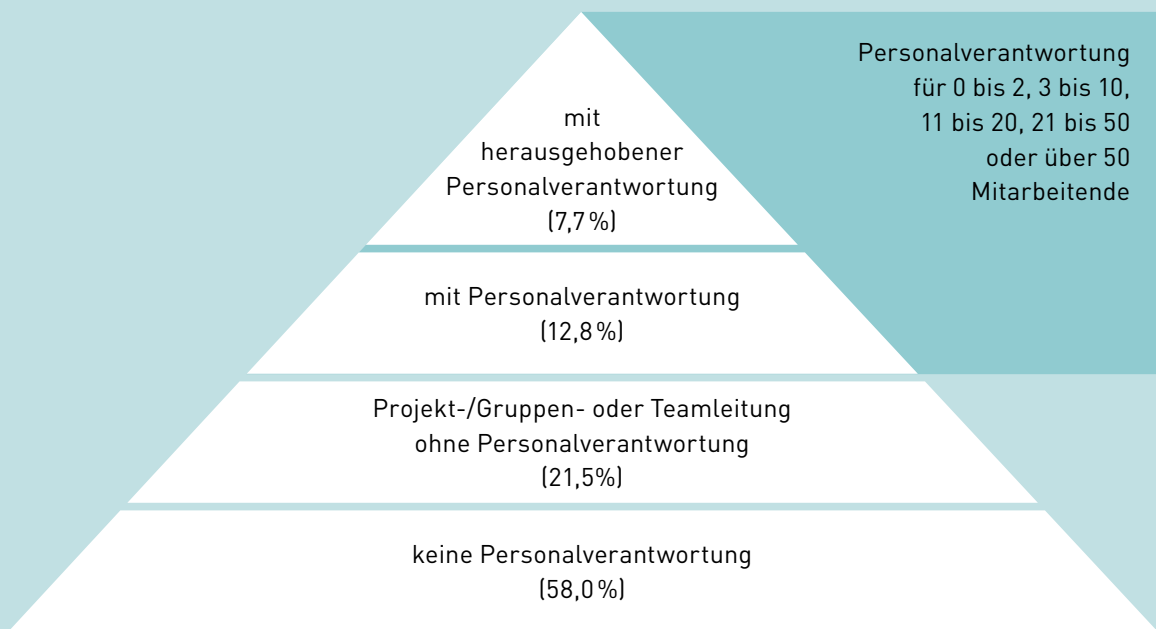 Personalverantwortung
für 0 bis 2, 3 bis 10,
11 bis 20, 21 bis 50
oder über 50
Mitarbeitende
mit
herausgehobener
Personalverantwortung
(7,7 %)
mit Personalverantwortung
(12,8 %)
Projekt-/Gruppen- oder Teamleitung
ohne Personalverantwortung
(21,5%)
keine Personalverantwortung
(58,0 %)